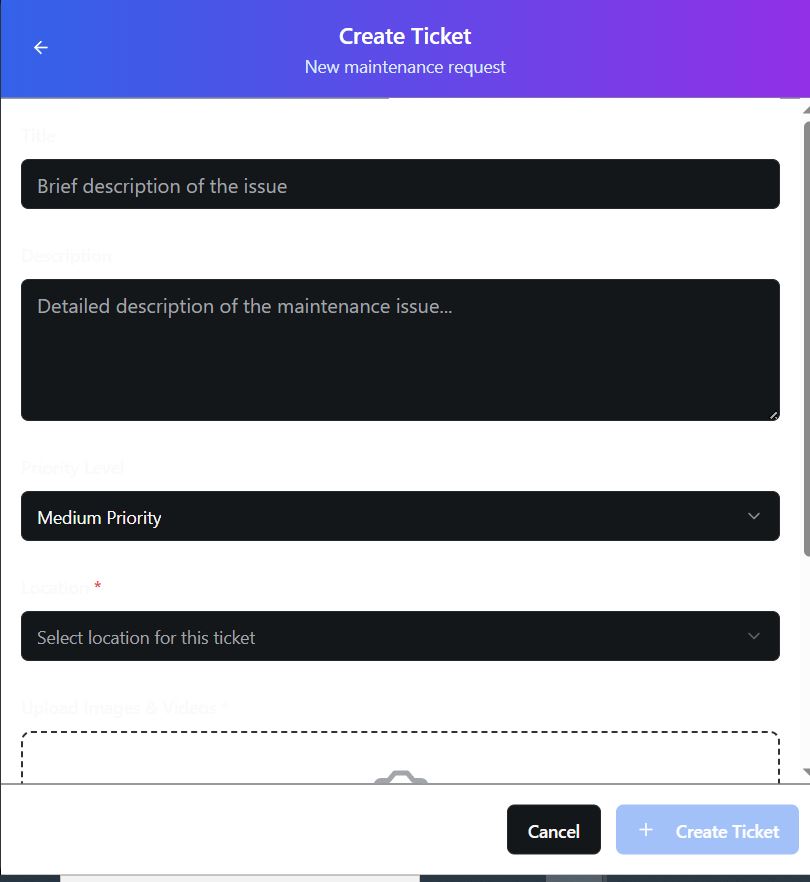 Create Ticket
New maintenance request
Title
Brief description of the issue
Description
Detailed description of the maintenance issue...
Priority Level
Medium Priority
Location *
Select location for this ticket
Upload Images & Videos *
Cancel
+ Create Ticket